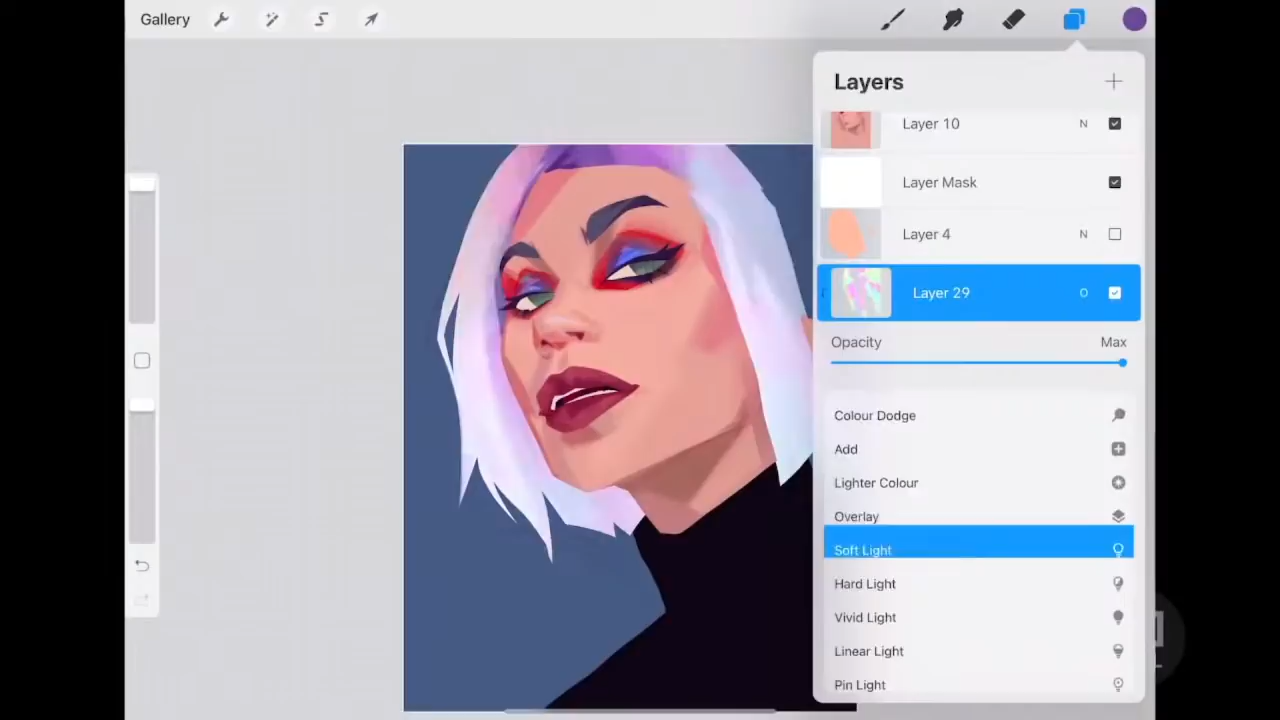 Gallery
Layers
Layer 10 N
Layer Mask
Layer 4 N
Layer 29 O
Opacity Max
Colour Dodge
Add
Lighter Colour
Overlay
Soft Light
Hard Light
Vivid Light
Linear Light
Pin Light